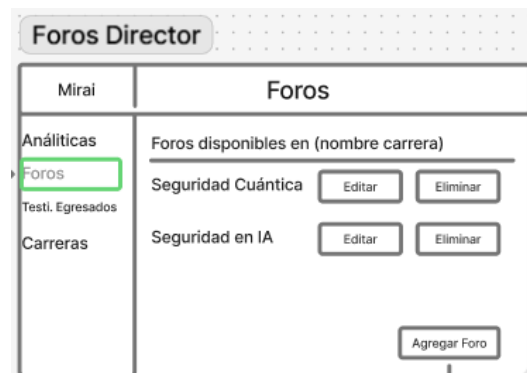 Foros Director
Mirai
Foros
Análiticas
Foros
Testi. Egresados
Carreras
Foros disponibles en (nombre carrera)
Seguridad Cuántica Editar Eliminar
Seguridad en IA Editar Eliminar
Agregar Foro